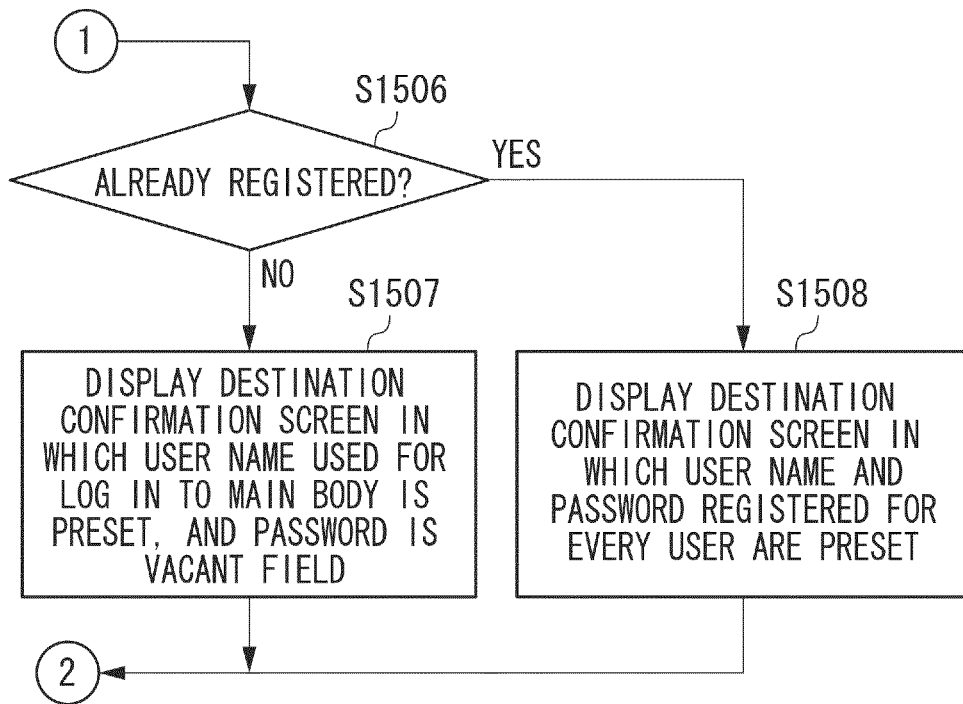 1
S1506
ALREADY REGISTERED?
YES
NO
S1507
DISPLAY DESTINATION
CONFIRMATION SCREEN IN
WHICH USER NAME USED FOR
LOG IN TO MAIN BODY IS
PRESET, AND PASSWORD IS
VACANT FIELD
S1508
DISPLAY DESTINATION
CONFIRMATION SCREEN IN
WHICH USER NAME AND
PASSWORD REGISTERED FOR
EVERY USER ARE PRESET
2